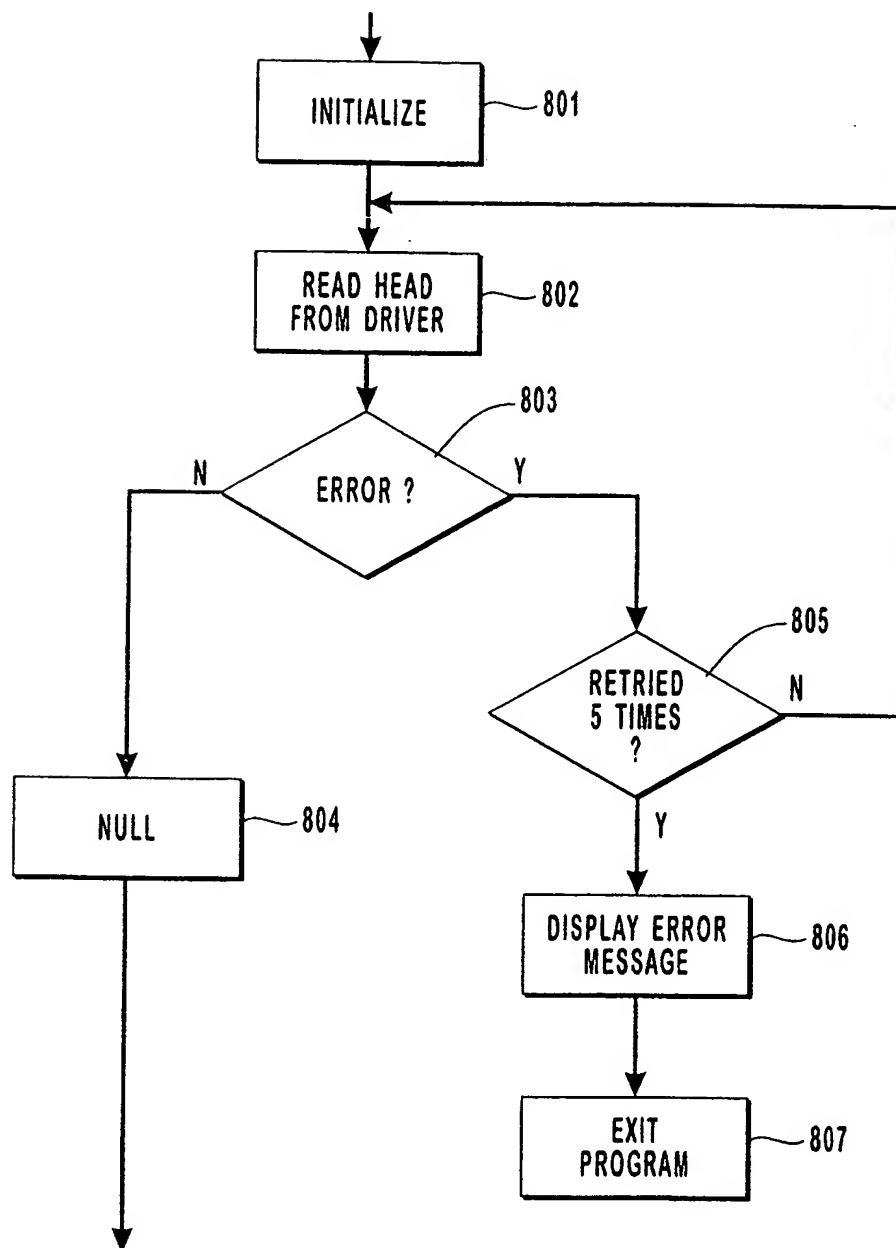 INITIALIZE
801
READ HEAD
FROM DRIVER
802
803
N
ERROR ?
Y
805
RETRIED
5 TIMES
?
N
NULL
804
Y
DISPLAY ERROR
MESSAGE
806
EXIT
PROGRAM
807